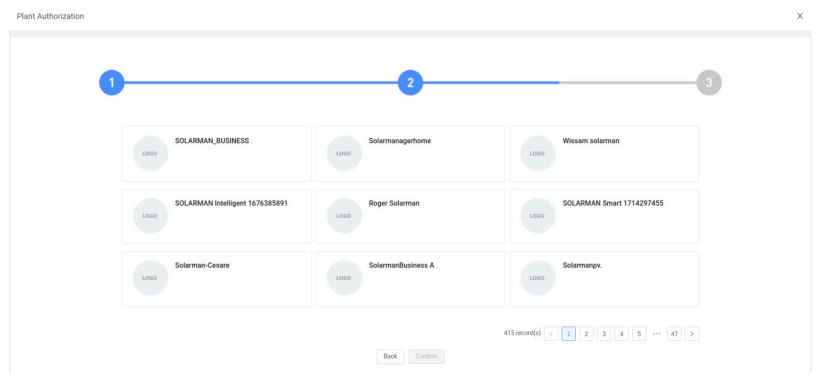 Plant Authorization
1 2 3
LOGO SOLARMAN_BUSINESS
LOGO Solarmanagerhome
LOGO Wissam solarman
LOGO SOLARMAN Intelligent 1676385891
LOGO Roger Solarman
LOGO SOLARMAN Smart 1714297455
LOGO Solarman-Cesare
LOGO SolarmanBusiness A
LOGO Solarmanpv.
415 record(s) < 1 2 3 4 5 ••• 47 >
Back Confirm